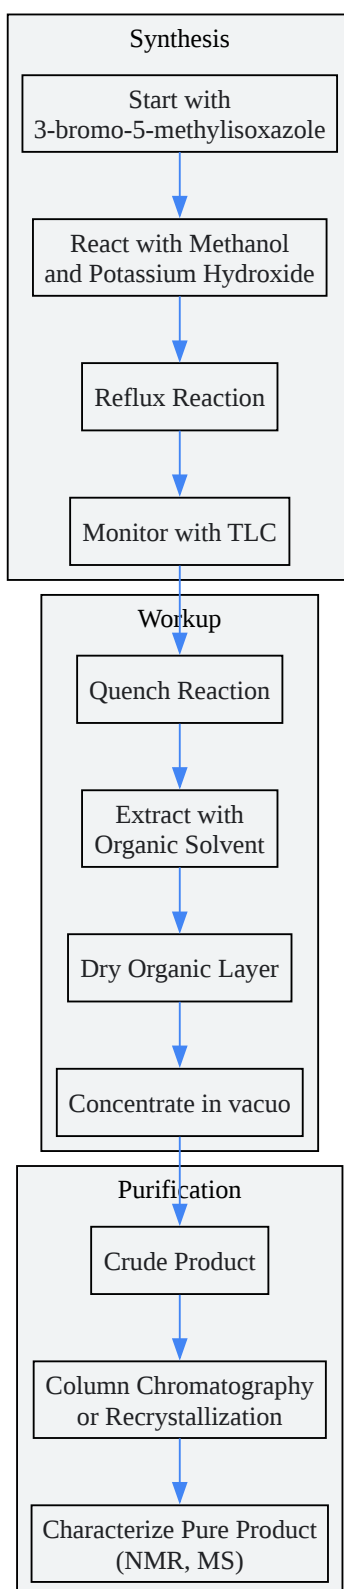 Synthesis
Start with
3-bromo-5-methylisoxazole
React with Methanol
and Potassium Hydroxide
Reflux Reaction
Monitor with TLC
Workup
Quench Reaction
Extract with
Organic Solvent
Dry Organic Layer
Concentrate in vacuo
Purification
Crude Product
Column Chromatography
or Recrystallization
Characterize Pure Product
(NMR, MS)